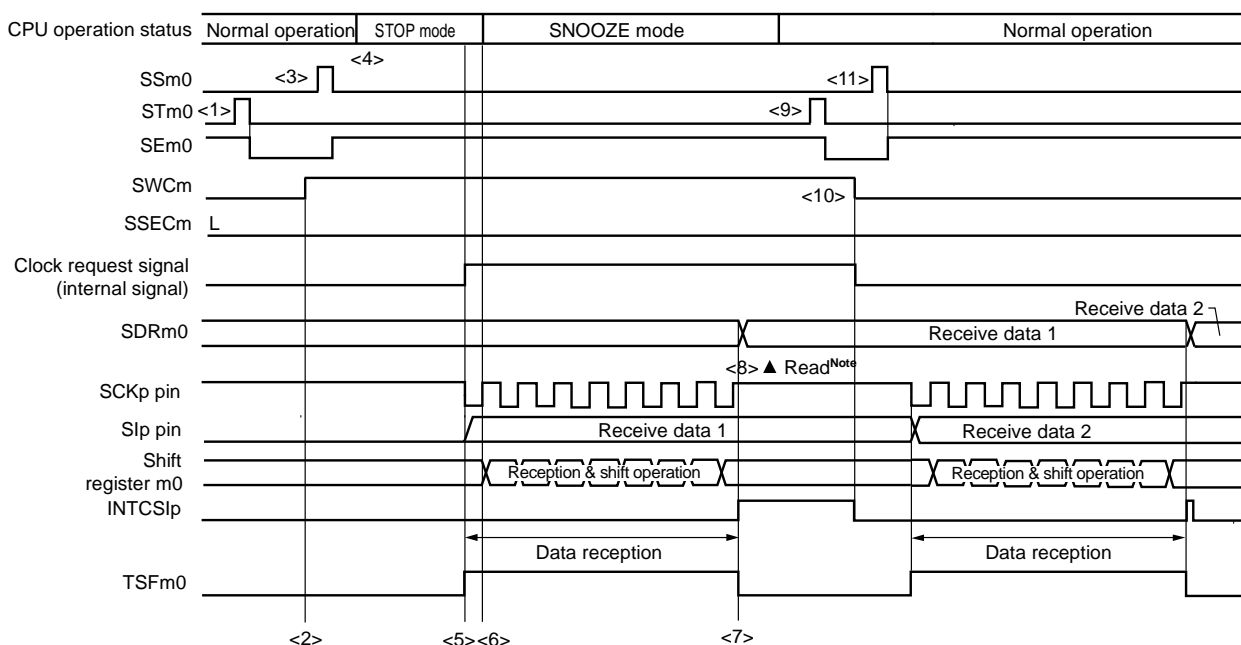 CPU operation status Normal operation STOP mode SNOOZE mode Normal operation
<4>
SSm0 <3> <11>
STm0 <1> <9>
SEm0
SWCm <10>
SSECm L
Clock request signal
(internal signal)
Receive data 2
SDRm0 Receive data 1
<8> ▲ ReadNote
SCKp pin
SIp pin Receive data 1 Receive data 2
Shift
register m0 Reception & shift operation Reception & shift operation
INTCSIp
Data reception Data reception
TSFm0
<2> <5><6> <7>